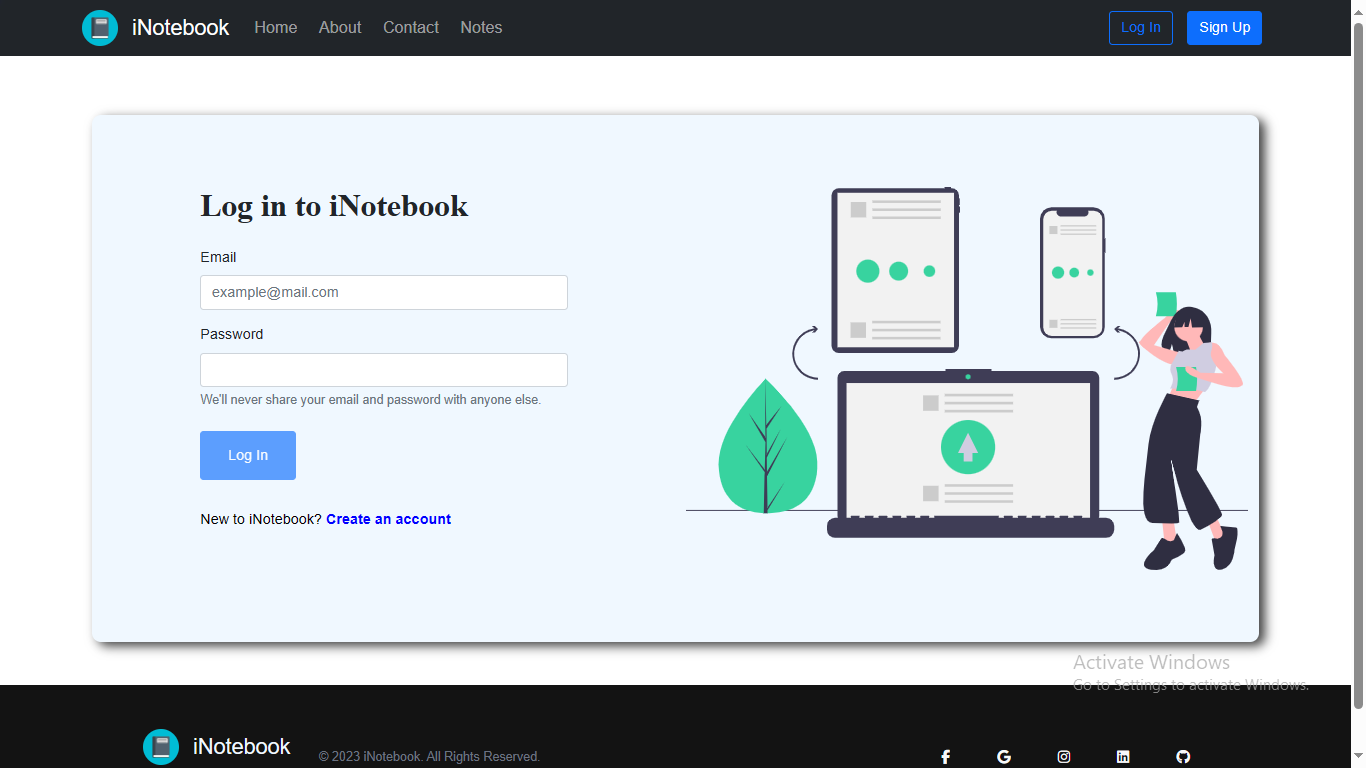 iNotebook Home About Contact Notes Log In Sign Up
Log in to iNotebook
Email
example@mail.com
Password
We'll never share your email and password with anyone else.
Log In
New to iNotebook? Create an account
Activate Windows
Go to Settings to activate Windows.
iNotebook © 2023 iNotebook. All Rights Reserved.